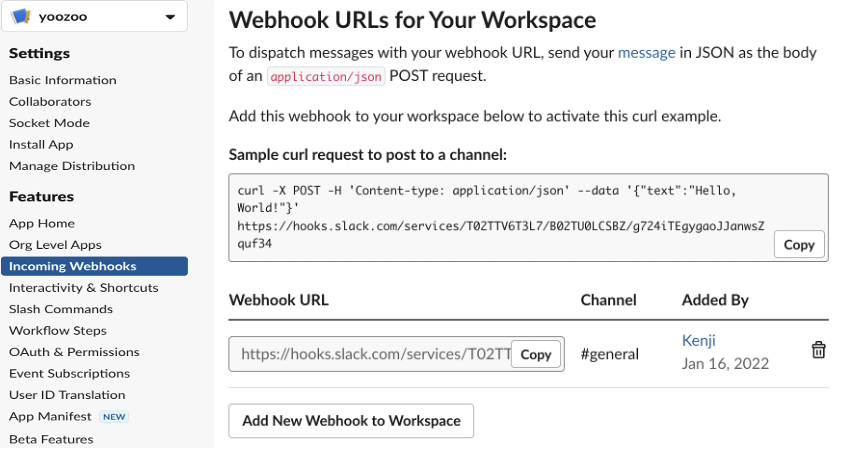 yoozoo
Settings
Basic Information
Collaborators
Socket Mode
Install App
Manage Distribution
Features
App Home
Org Level Apps
Incoming Webhooks
Interactivity & Shortcuts
Slash Commands
Workflow Steps
OAuth & Permissions
Event Subscriptions
User ID Translation
App Manifest NEW
Beta Features
Webhook URLs for Your Workspace
To dispatch messages with your webhook URL, send your message in JSON as the body
of an application/json POST request.
Add this webhook to your workspace below to activate this curl example.
Sample curl request to post to a channel:
curl -X POST -H 'Content-type: application/json' --data '{"text":"Hello,
World!"}'
https://hooks.slack.com/services/T02TTV6T3L7/B02TU0LCSBZ/g724iTEgygaoJJanwsZ
quf34
Copy
Webhook URL Channel Added By
https://hooks.slack.com/services/T02TT Copy #general Kenji
Jan 16, 2022
Add New Webhook to Workspace